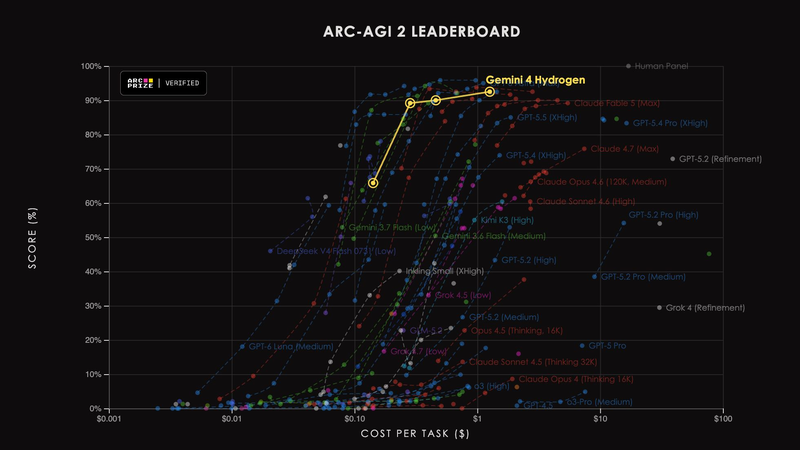 ARC-AGI 2 LEADERBOARD
ARC PRIZE | VERIFIED
100%
90%
80%
70%
60%
50%
40%
30%
20%
10%
0%
SCORE (%)
Human Panel
Gemini 4 Hydrogen
Claude Fable 5 (Max)
GPT-5.5 (XHigh)
GPT-5.4 Pro (XHigh)
Claude 4.7 (Max)
GPT-5.4 (XHigh)
GPT-5.2 (Refinement)
Claude Opus 4.6 (120K, Medium)
Claude Sonnet 4.6 (High)
GPT-5.2 Pro (High)
Kimi K3 (High)
Gemini 3.7 Flash (Low)
Gemini 3.6 Flash (Medium)
DeepSeek V4 Flash 0731 (Low)
GPT-5.2 (High)
Inkling Small (XHigh)
GPT-5.2 Pro (Medium)
Grok 4.5 (Low)
Grok 4 (Refinement)
GPT-5.2 (Medium)
GLM-5.2
Opus 4.5 (Thinking, 16K)
GPT-6 Luna (Medium)
Grok 4.7 (Low)
GPT-5 Pro
Claude Sonnet 4.5 (Thinking 32K)
Claude Opus 4 (Thinking 16K)
o3 (High)
GPT-4.5
o3-Pro (Medium)
$0.001
$0.01
$0.10
$1
$10
$100
COST PER TASK ($)